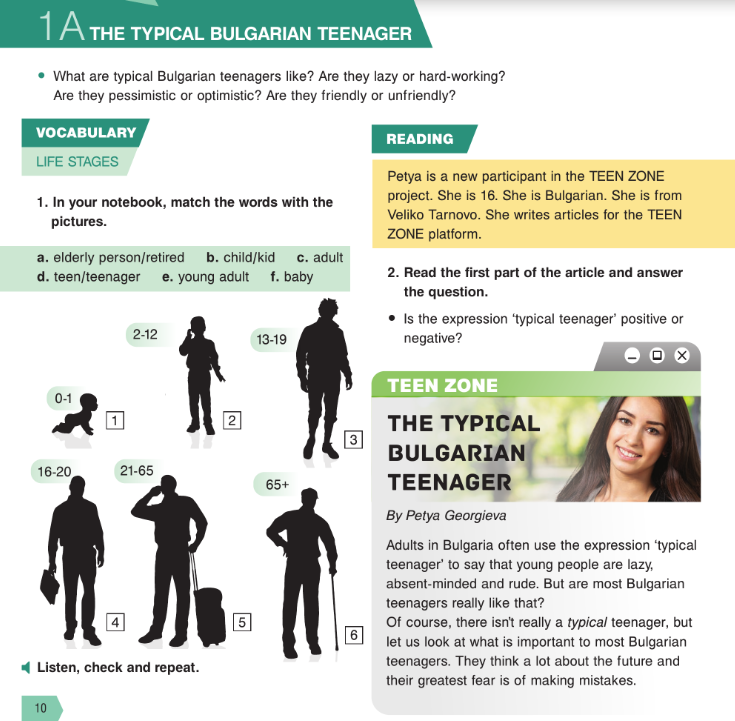 1A THE TYPICAL BULGARIAN TEENAGER
• What are typical Bulgarian teenagers like? Are they lazy or hard-working?
Are they pessimistic or optimistic? Are they friendly or unfriendly?
VOCABULARY
LIFE STAGES
1. In your notebook, match the words with the
pictures.
a. elderly person/retired b. child/kid c. adult
d. teen/teenager e. young adult f. baby
0-1
1
2-12
2
13-19
3
16-20
4
21-65
5
65+
6
Listen, check and repeat.
10
READING
Petya is a new participant in the TEEN ZONE
project. She is 16. She is Bulgarian. She is from
Veliko Tarnovo. She writes articles for the TEEN
ZONE platform.
2. Read the first part of the article and answer
the question.
• Is the expression ‘typical teenager’ positive or
negative?
TEEN ZONE
THE TYPICAL
BULGARIAN
TEENAGER
By Petya Georgieva
Adults in Bulgaria often use the expression ‘typical
teenager’ to say that young people are lazy,
absent-minded and rude. But are most Bulgarian
teenagers really like that?
Of course, there isn't really a typical teenager, but
let us look at what is important to most Bulgarian
teenagers. They think a lot about the future and
their greatest fear is of making mistakes.